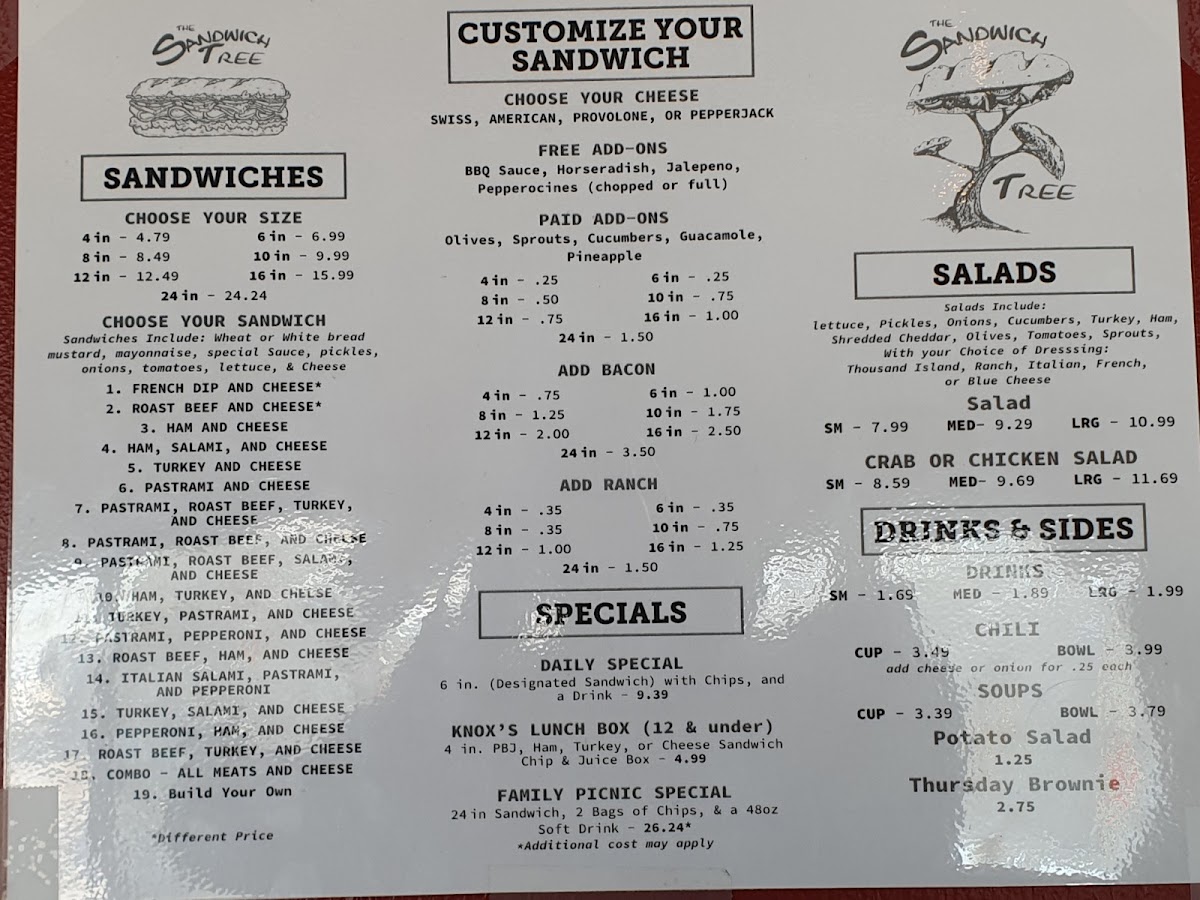 THE
SANDWICH
TREE
SANDWICHES
CHOOSE YOUR SIZE
4in - 4.79 6in - 6.99
8in - 8.49 10in - 9.99
12in - 12.49 16in - 15.99
24in - 24.24
CHOOSE YOUR SANDWICH
Sandwiches Include: Wheat or White bread
mustard, mayonnaise, special Sauce, pickles,
onions, tomatoes, lettuce, & Cheese
1. FRENCH DIP AND CHEESE*
2. ROAST BEEF AND CHEESE*
3. HAM AND CHEESE
4. HAM, SALAMI, AND CHEESE
5. TURKEY AND CHEESE
6. PASTRAMI AND CHEESE
7. PASTRAMI, ROAST BEEF, TURKEY,
AND CHEESE
8. PASTRAMI, ROAST BEEF, AND CHEESE
9. PASTRAMI, ROAST BEEF, SALAMI,
AND CHEESE
10. HAM, TURKEY, AND CHEESE
11. TURKEY, PASTRAMI, AND CHEESE
12. PASTRAMI, PEPPERONI, AND CHEESE
13. ROAST BEEF, HAM, AND CHEESE
14. ITALIAN SALAMI, PASTRAMI,
AND PEPPERONI
15. TURKEY, SALAMI, AND CHEESE
16. PEPPERONI, HAM, AND CHEESE
17. ROAST BEEF, TURKEY, AND CHEESE
18. COMBO - ALL MEATS AND CHEESE
19. Build Your Own
*Different Price
CUSTOMIZE YOUR
SANDWICH
CHOOSE YOUR CHEESE
SWISS, AMERICAN, PROVOLONE, OR PEPPERJACK
FREE ADD-ONS
BBQ Sauce, Horseradish, Jalepeno,
Pepperocines (chopped or full)
PAID ADD-ONS
Olives, Sprouts, Cucumbers, Guacamole,
Pineapple
4in - .25 6in - .25
8in - .50 10in - .75
12in - .75 16in - 1.00
24in - 1.50
ADD BACON
4in - .75 6in - 1.00
8in - 1.25 10in - 1.75
12in - 2.00 16in - 2.50
24in - 3.50
ADD RANCH
4in - .35 6in - .35
8in - .35 10in - .75
12in - 1.00 16in - 1.25
24in - 1.50
SPECIALS
DAILY SPECIAL
6 in. (Designated Sandwich) with Chips, and
a Drink - 9.39
KNOX'S LUNCH BOX (12 & under)
4 in. PBJ, Ham, Turkey, or Cheese Sandwich
Chip & Juice Box - 4.99
FAMILY PICNIC SPECIAL
24in Sandwich, 2 Bags of Chips, & a 48oz
Soft Drink - 26.24*
*Additional cost may apply
THE
SANDWICH
TREE
SALADS
Salads Include:
lettuce, Pickles, Onions, Cucumbers, Turkey, Ham,
Shredded Cheddar, Olives, Tomatoes, Sprouts,
With your Choice of Dresssing:
Thousand Island, Ranch, Italian, French,
or Blue Cheese
Salad
SM - 7.99 MED- 9.29 LRG - 10.99
CRAB OR CHICKEN SALAD
SM - 8.59 MED- 9.69 LRG - 11.69
DRINKS & SIDES
DRINKS
SM - 1.69 MED - 1.89 LRG - 1.99
CHILI
CUP - 3.49 BOWL - 3.99
add cheese or onion for .25 each
SOUPS
CUP - 3.39 BOWL - 3.79
Potato Salad
1.25
Thursday Brownie
2.75